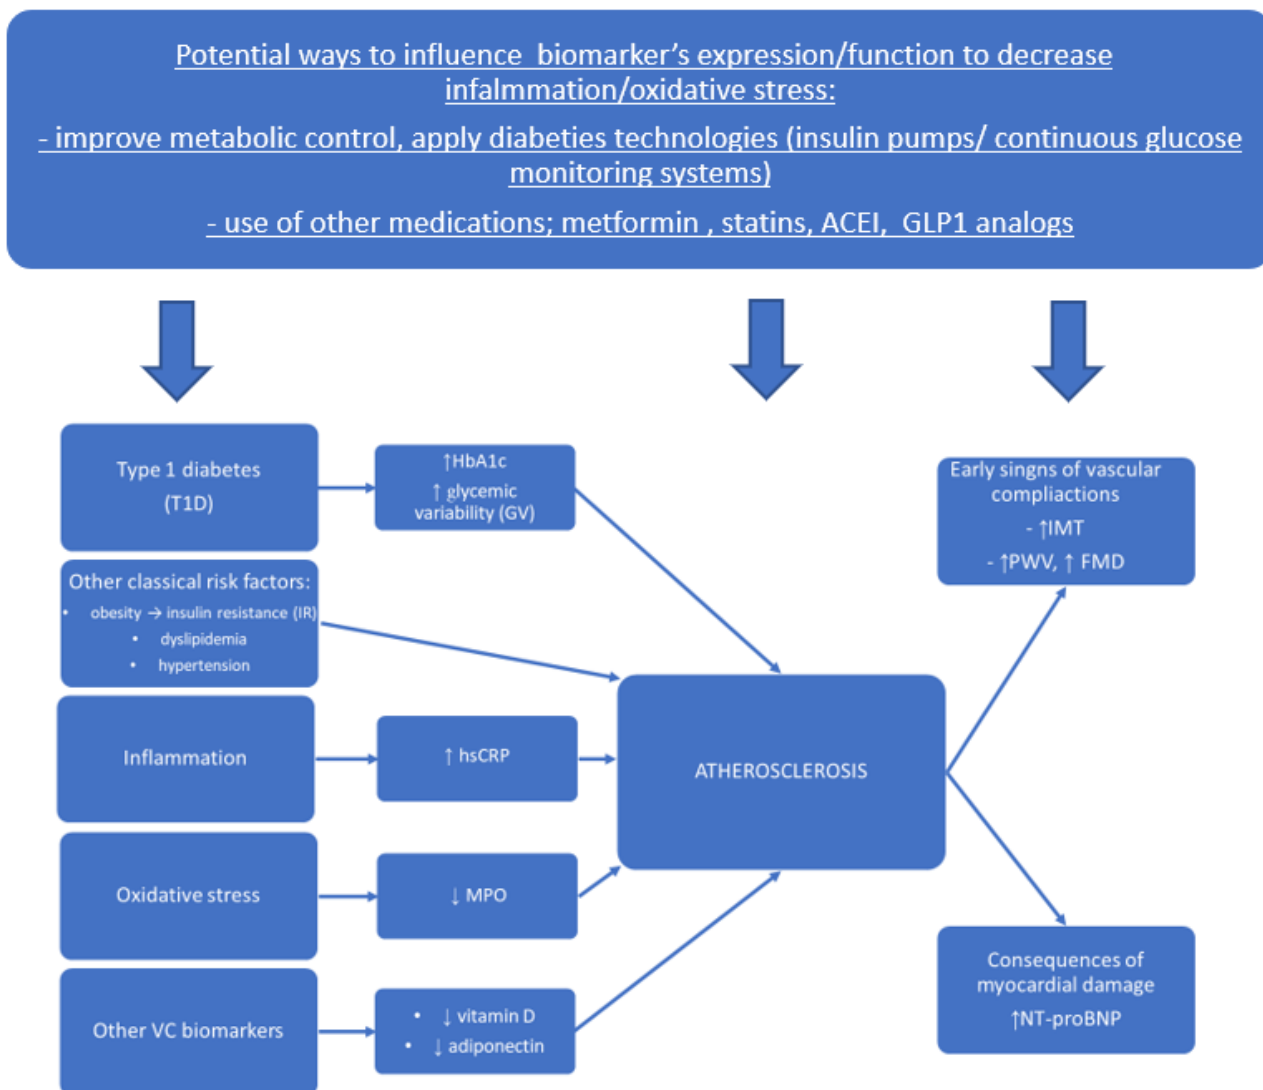 Potential ways to influence  biomarker’s expression/function to decrease
infalmmation/oxidative stress:
- improve metabolic control, apply diabeties technologies (insulin pumps/ continuous glucose
monitoring systems)
- use of other medications; metformin , statins, ACEI,  GLP1 analogs
Type 1 diabetes
(T1D)
↑HbA1c
↑ glycemic
variability (GV)
Other classical risk factors:
• obesity → insulin resistance (IR)
• dyslipidemia
• hypertension
Inflammation
↑ hsCRP
Oxidative stress
↓ MPO
Other VC biomarkers
• ↓ vitamin D
• ↓ adiponectin
ATHEROSCLEROSIS
Early singns of vascular
compliactions
- ↑IMT
- ↑PWV, ↑ FMD
Consequences of
myocardial damage
↑NT-proBNP